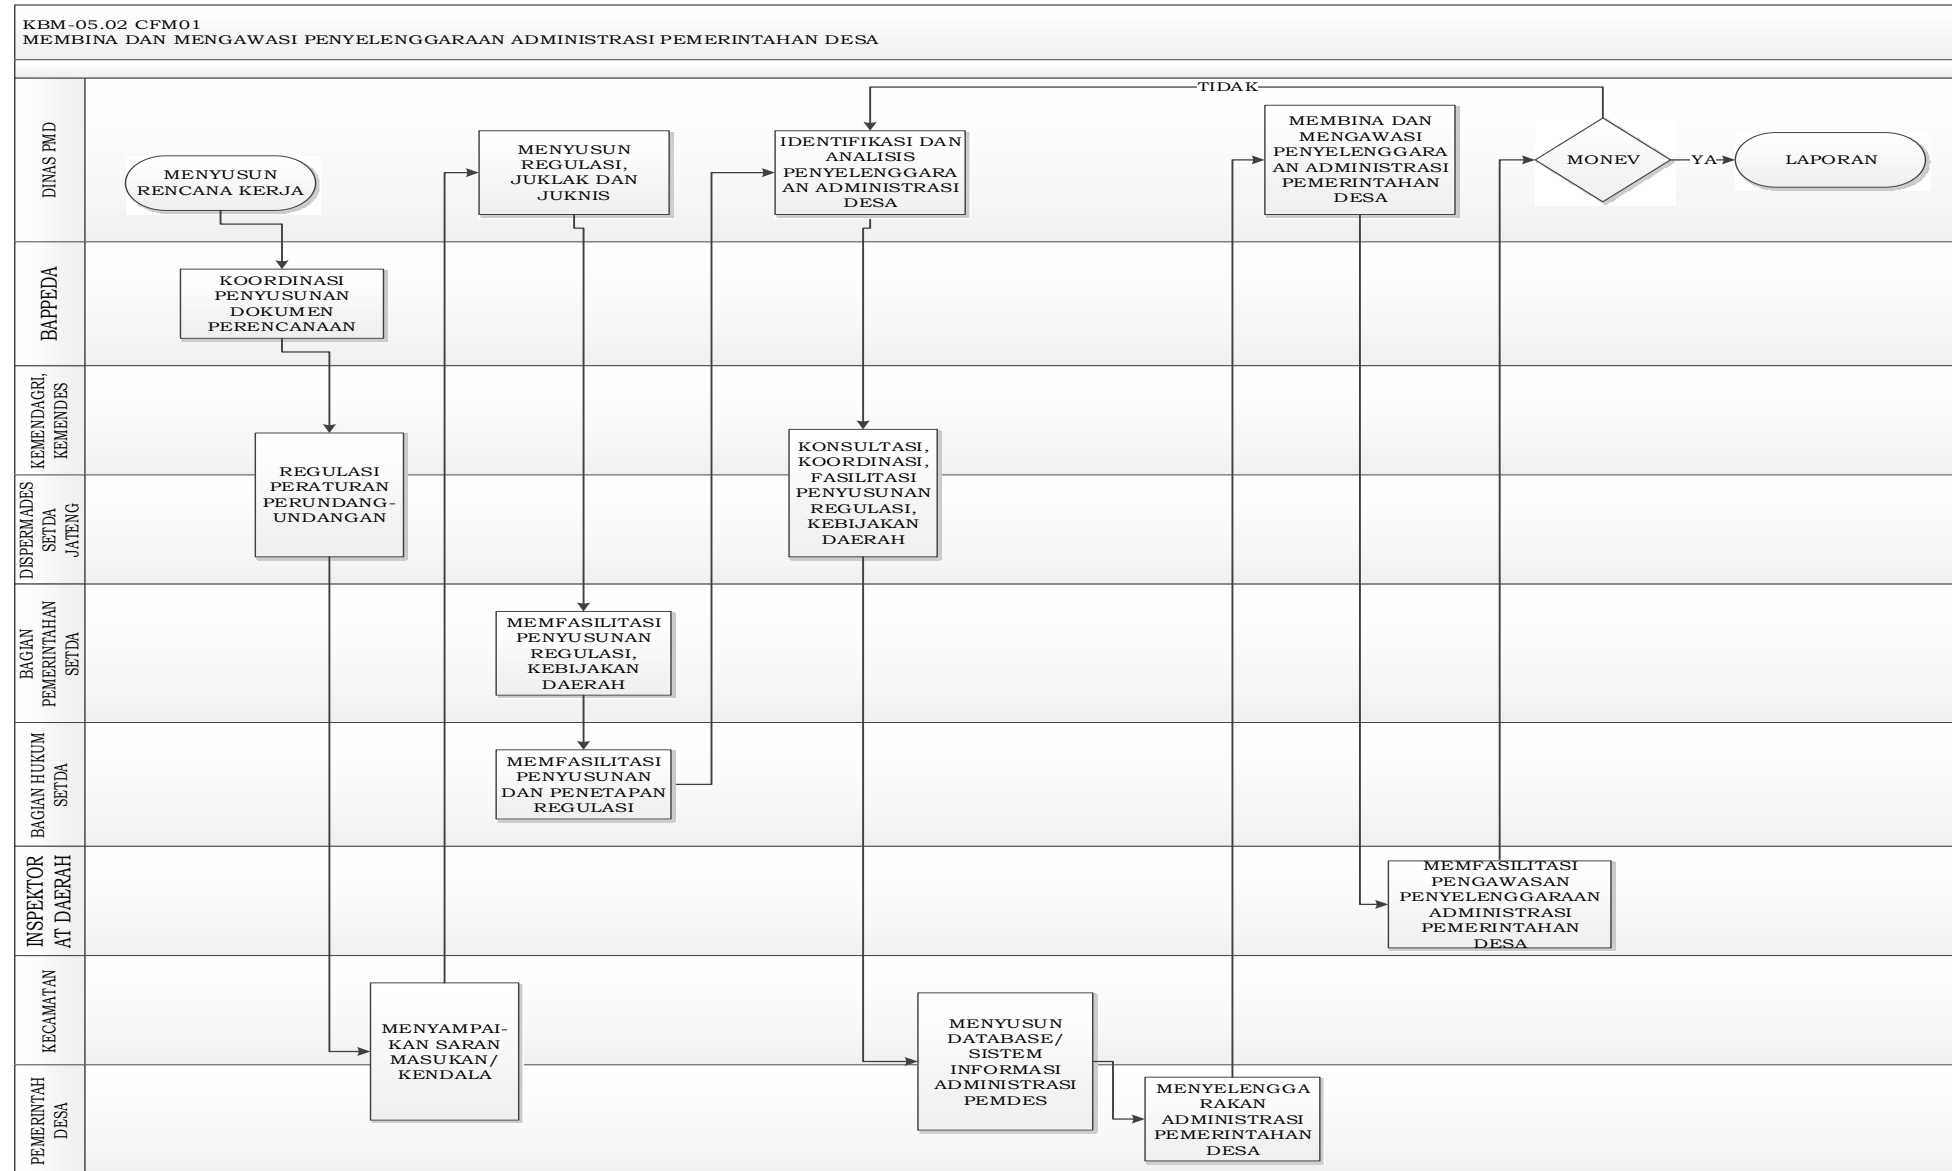 KBM-05.02 CFM01
MEMBINA DAN MENGAWASI PENYELENGGARAAN ADMINISTRASI PEMERINTAHAN DESA
DINAS PMD
MENYUSUN
RENCANA KERJA
MENYUSUN
REGULASI,
JUKLAK DAN
JUKNIS
IDENTIFIKASI DAN
ANALISIS
PENYELENGGARA
AN ADMINISTRASI
DESA
TIDAK
MEMBINA DAN
MENGAWASI
PENYELENGGARA
AN ADMINISTRASI
PEMERINTAHAN
DESA
MONEV
YA
LAPORAN
BAPPEDA
KOORDINASI
PENYUSUNAN
DOKUMEN
PERENCANAAN
KEMENDAGRI,
KEMENDES
DISPERMADES
SETDA
JATENG
REGULASI
PERATURAN
PERUNDANG-
UNDANGAN
KONSULTASI,
KOORDINASI,
FASILITASI
PENYUSUNAN
REGULASI,
KEBIJAKAN
DAERAH
BAGIAN
PEMERINTAHAN
SETDA
MEMFASILITASI
PENYUSUNAN
REGULASI,
KEBIJAKAN
DAERAH
BAGIAN HUKUM
SETDA
MEMFASILITASI
PENYUSUNAN
DAN PENETAPAN
REGULASI
INSPEKTOR
AT DAERAH
MEMFASILITASI
PENGAWASAN
PENYELENGGARAAN
ADMINISTRASI
PEMERINTAHAN
DESA
KECAMATAN
MENYAMPAI-
KAN SARAN
MASUKAN/
KENDALA
MENYUSUN
DATABASE/
SISTEM
INFORMASI
ADMINISTRASI
PEMDES
PEMERINTAH
DESA
MENYELENGGA
RAKAN
ADMINISTRASI
PEMERINTAHAN
DESA